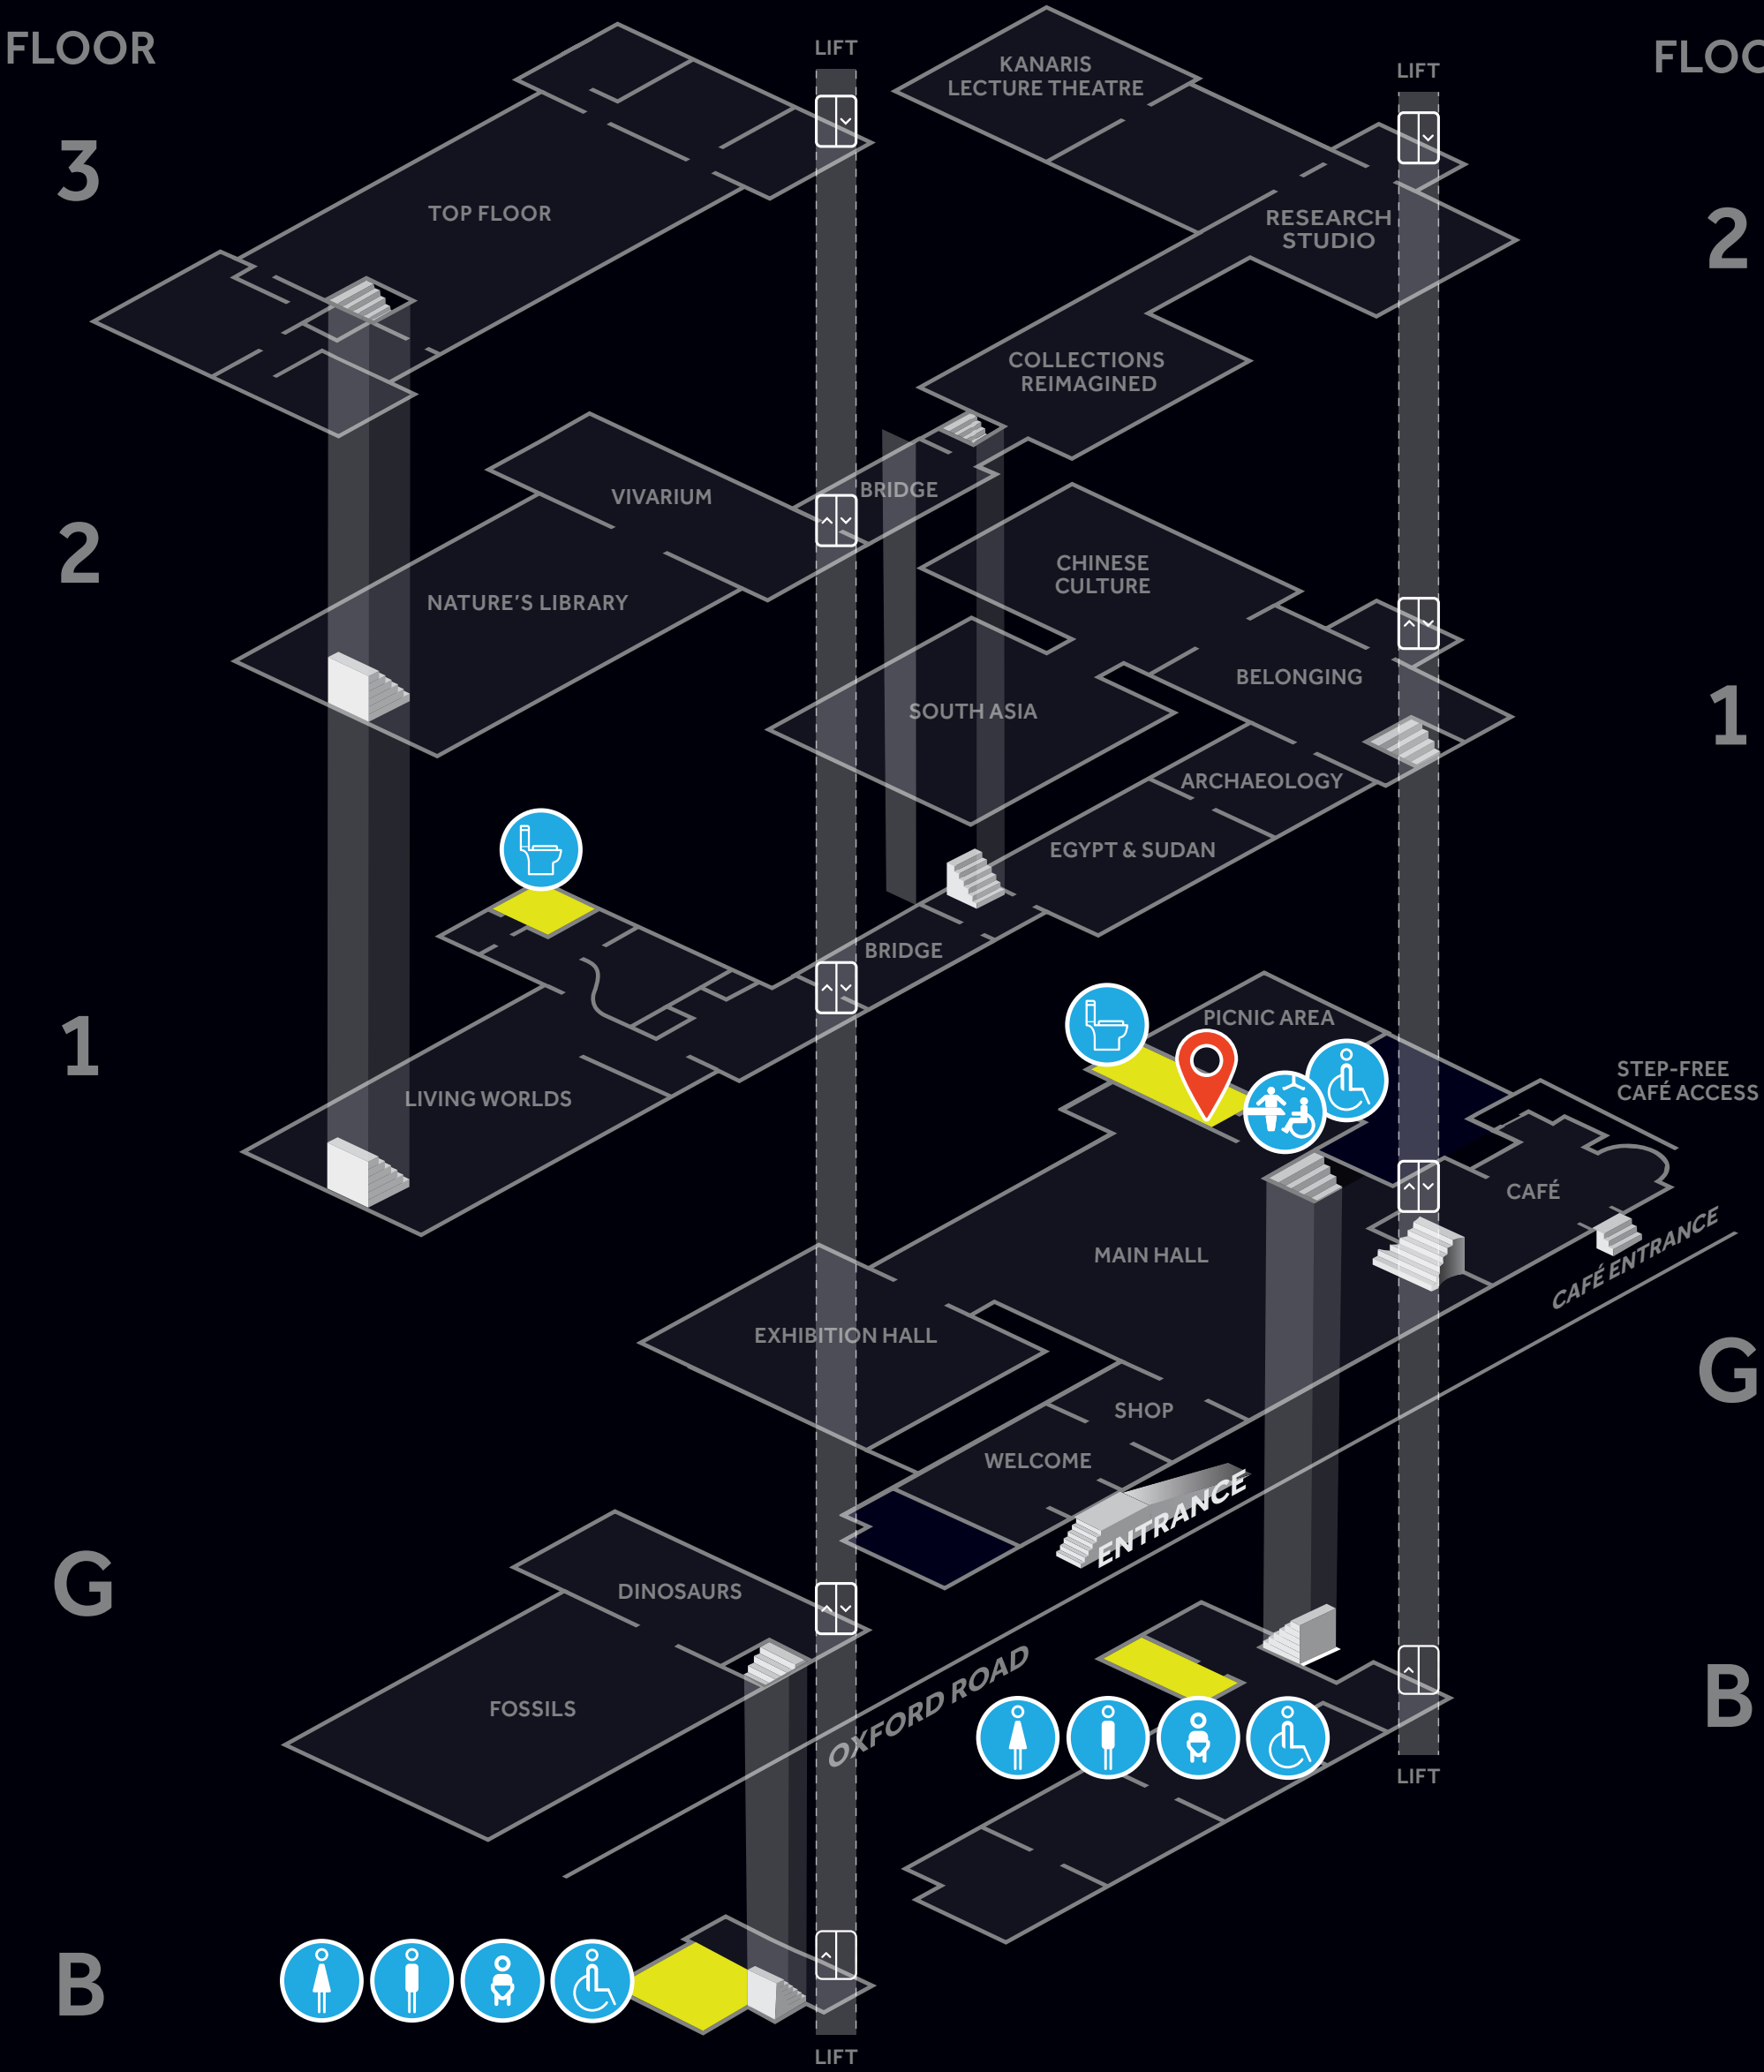 FLOOR
LIFT
KANARIS
LECTURE THEATRE
LIFT
FLOO
3
TOP FLOOR
RESEARCH
STUDIO
2
COLLECTIONS
REIMAGINED
VIVARIUM
BRIDGE
2
NATURE'S LIBRARY
CHINESE
CULTURE
BELONGING
SOUTH ASIA
1
ARCHAEOLOGY
EGYPT & SUDAN
BRIDGE
1
LIVING WORLDS
PICNIC AREA
STEP-FREE
CAFÉ ACCESS
CAFÉ
CAFÉ ENTRANCE
MAIN HALL
EXHIBITION HALL
G
SHOP
WELCOME
ENTRANCE
G
DINOSAURS
FOSSILS
OXFORD ROAD
B
LIFT
B
LIFT